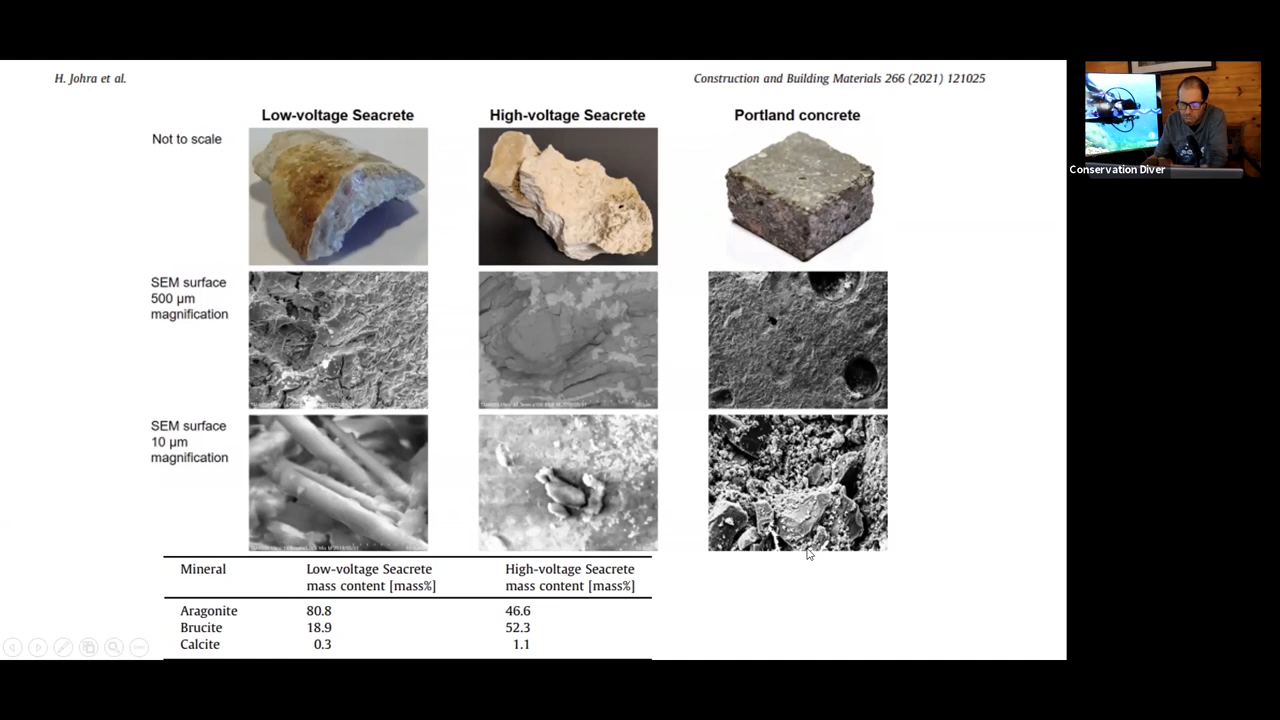 H. Johra et al.
Construction and Building Materials 266 (2021) 121025
Low-voltage Seacrete
High-voltage Seacrete
Portland concrete
Not to scale
SEM surface
500 µm
magnification
SEM surface
10 µm
magnification
Mineral
Low-voltage Seacrete
mass content [mass%]
High-voltage Seacrete
mass content [mass%]
Aragonite 80.8 46.6
Brucite 18.9 52.3
Calcite 0.3 1.1
Conservation Diver